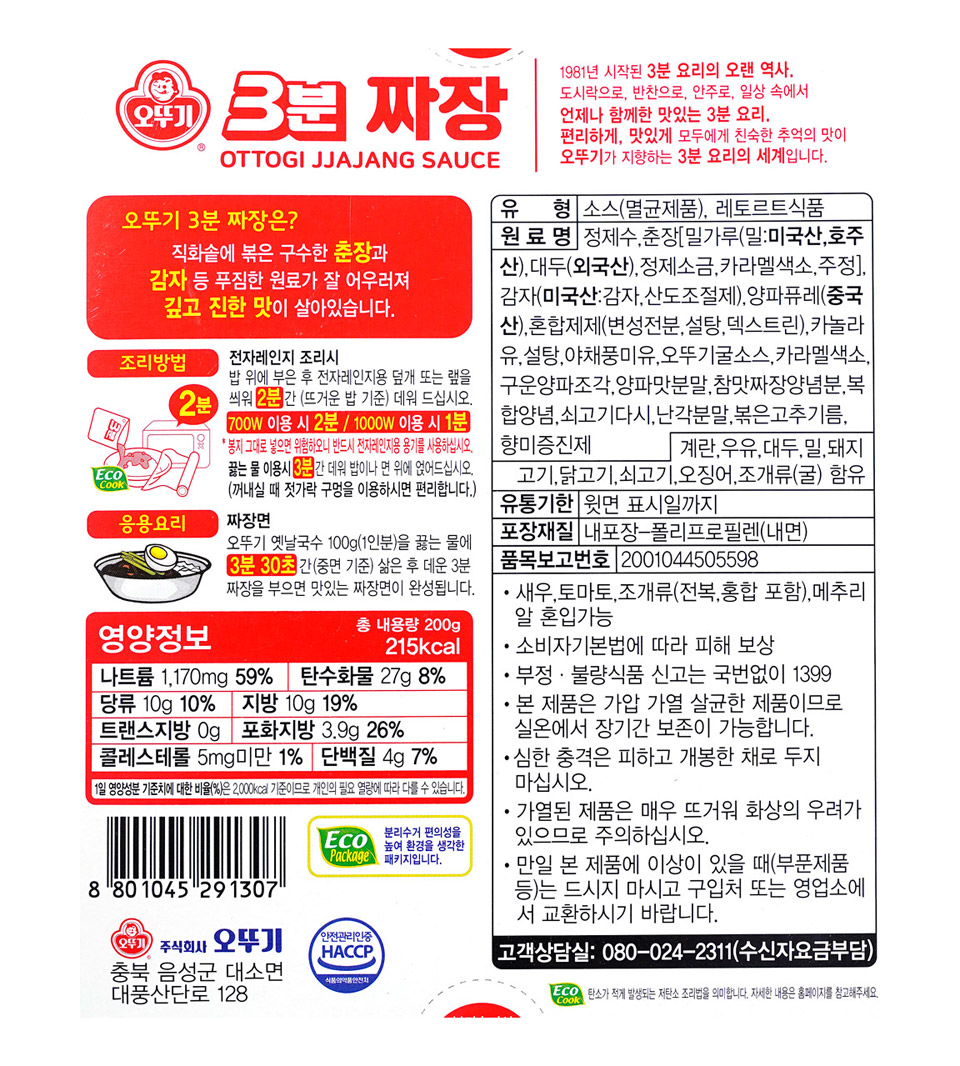 오뚜기
®
3분 짜장
OTTOGI JJAJANG SAUCE
1981년 시작된 3분 요리의 오랜 역사.
도시락으로, 반찬으로, 안주로, 일상 속에서
언제나 함께한 맛있는 3분 요리.
편리하게, 맛있게 모두에게 친숙한 추억의 맛이
오뚜기가 지향하는 3분 요리의 세계입니다.
오뚜기 3분 짜장은?
직화솥에 볶은 구수한 춘장과
감자 등 푸짐한 원료가 잘 어우러져
깊고 진한 맛이 살아있습니다.
조리방법
2분
Eco Cook
전자레인지 조리시
밥 위에 부은 후 전자레인지용 덮개 또는 랲을
씌워 2분간 (뜨거운 밥 기준) 데워 드십시오.
700W 이용 시 2분 / 1000W 이용 시 1분
* 봉지 그대로 넣으면 위험하오니 반드시 전자레인지용 용기를 사용하십시오.
끓는 물 이용시 3분간 데워 밥이나 면 위에 얹어드십시오.
(꺼내실 때 젓가락 구멍을 이용하시면 편리합니다.)
응용요리
짜장면
오뚜기 옛날국수 100g(1인분)을 끓는 물에
3분 30초간(중면 기준) 삶은 후 데운 3분
짜장을 부으면 맛있는 짜장면이 완성됩니다.
영양정보
총 내용량 200g
215kcal
나트륨 1,170mg 59% 탄수화물 27g 8%
당류 10g 10% 지방 10g 19%
트랜스지방 0g 포화지방 3.9g 26%
콜레스테롤 5mg미만 1% 단백질 4g 7%
1일 영양성분 기준치에 대한 비율(%)은 2,000kcal 기준이므로 개인의 필요 열량에 따라 다를 수 있습니다.
8 801045 291307
Eco Package
분리수거 편의성을
높여 환경을 생각한
패키지입니다.
오뚜기
주식회사 오뚜기
충북 음성군 대소면
대풍산단로 128
안전관리인증
HACCP
식품의약품안전처
유 형 소스(멸균제품), 레토르트식품
원료명 정제수,춘장[밀가루(밀:미국산,호주
산),대두(외국산),정제소금,카라멜색소,주정],
감자(미국산:감자,산도조절제),양파퓨레(중국
산),혼합제제(변성전분,설탕,덱스트린),카놀라
유,설탕,야채풍미유,오뚜기굴소스,카라멜색소,
구운양파조각,양파맛분말,참맛짜장양념분,복
합양념,쇠고기다시,난각분말,볶은고추기름,
향미증진제 계란,우유,대두,밀,돼지
고기,닭고기,쇠고기,오징어,조개류(굴) 함유
유통기한 윗면 표시일까지
포장재질 내포장-폴리프로필렌(내면)
품목보고번호 2001044505598
• 새우,토마토,조개류(전복,홍합 포함),메추리
알 혼입가능
• 소비자기본법에 따라 피해 보상
• 부정 · 불량식품 신고는 국번없이 1399
• 본 제품은 가압 가열 살균한 제품이므로
실온에서 장기간 보존이 가능합니다.
• 심한 충격은 피하고 개봉한 채로 두지
마십시오.
• 가열된 제품은 매우 뜨거워 화상의 우려가
있으므로 주의하십시오.
• 만일 본 제품에 이상이 있을 때(부푼제품
등)는 드시지 마시고 구입처 또는 영업소에
서 교환하시기 바랍니다.
고객상담실: 080-024-2311(수신자요금부담)
Eco Cook 탄소가 적게 발생되는 저탄소 조리법을 의미합니다. 자세한 내용은 홈페이지를 참고해주세요.